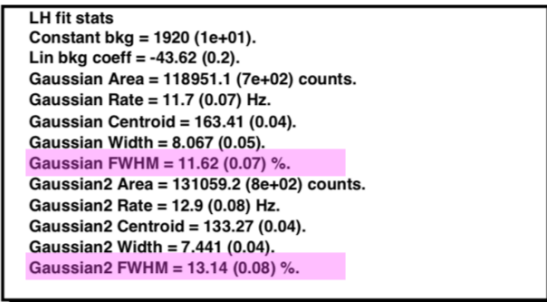 LH fit stats
Constant bkg = 1920 (1e+01).
Lin bkg coeff = -43.62 (0.2).
Gaussian Area = 118951.1 (7e+02) counts.
Gaussian Rate = 11.7 (0.07) Hz.
Gaussian Centroid = 163.41 (0.04).
Gaussian Width = 8.067 (0.05).
Gaussian FWHM = 11.62 (0.07) %.
Gaussian2 Area = 131059.2 (8e+02) counts.
Gaussian2 Rate = 12.9 (0.08) Hz.
Gaussian2 Centroid = 133.27 (0.04).
Gaussian2 Width = 7.441 (0.04).
Gaussian2 FWHM = 13.14 (0.08) %.